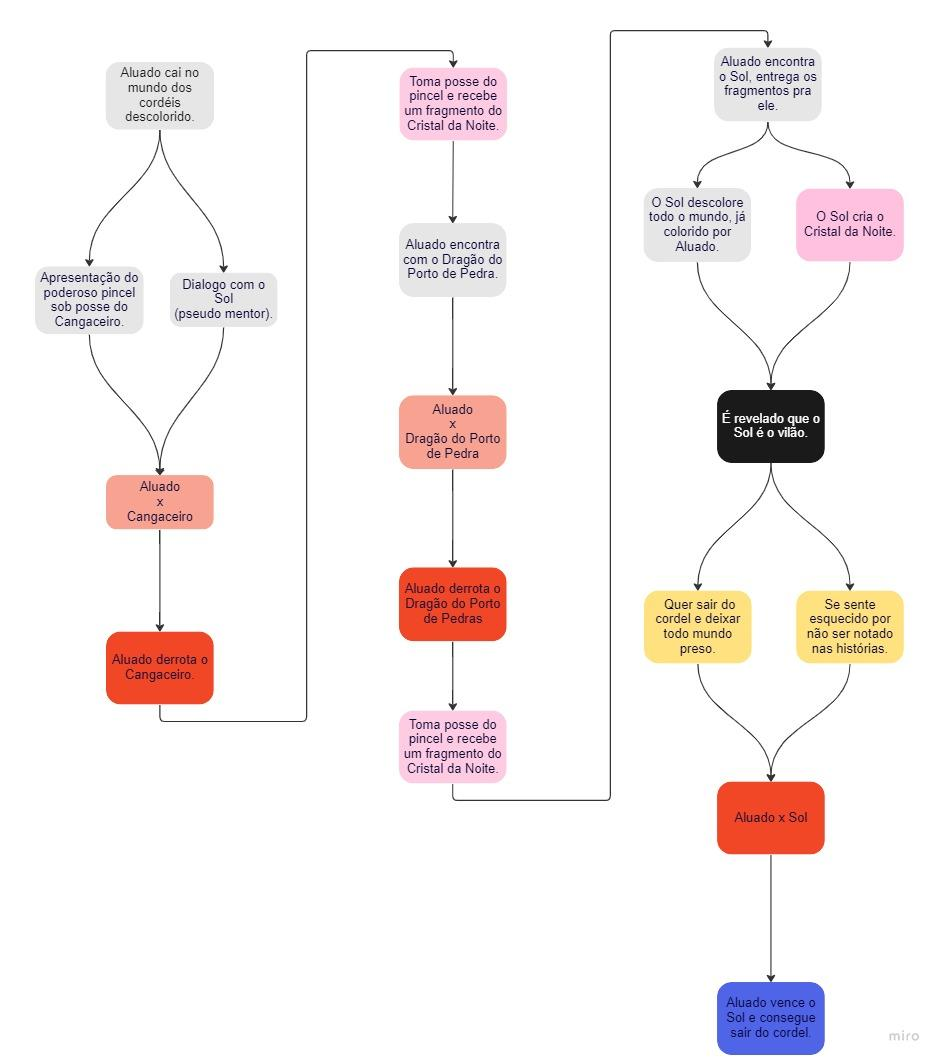 Aluado cai no
mundo dos
cordéis
descolorido.
Apresentação do
poderoso pincel
sob posse do
Cangaceiro.
Dialogo com o
Sol
(pseudo mentor).
Aluado
x
Cangaceiro
Aluado derrota o
Cangaceiro.
Toma posse do
pincel e recebe
um fragmento do
Cristal da Noite.
Aluado encontra
com o Dragão do
Porto de Pedra.
Aluado
x
Dragão do Porto
de Pedra
Aluado derrota o
Dragão do Porto
de Pedras
Toma posse do
pincel e recebe
um fragmento do
Cristal da Noite.
Aluado encontra
o Sol, entrega os
fragmentos pra
ele.
O Sol descolore
todo o mundo, já
colorido por
Aluado.
O Sol cria o
Cristal da Noite.
É revelado que o
Sol é o vilão.
Quer sair do
cordel e deixar
todo mundo
preso.
Se sente
esquecido por
não ser notado
nas histórias.
Aluado x Sol
Aluado vence o
Sol e consegue
sair do cordel.
miro